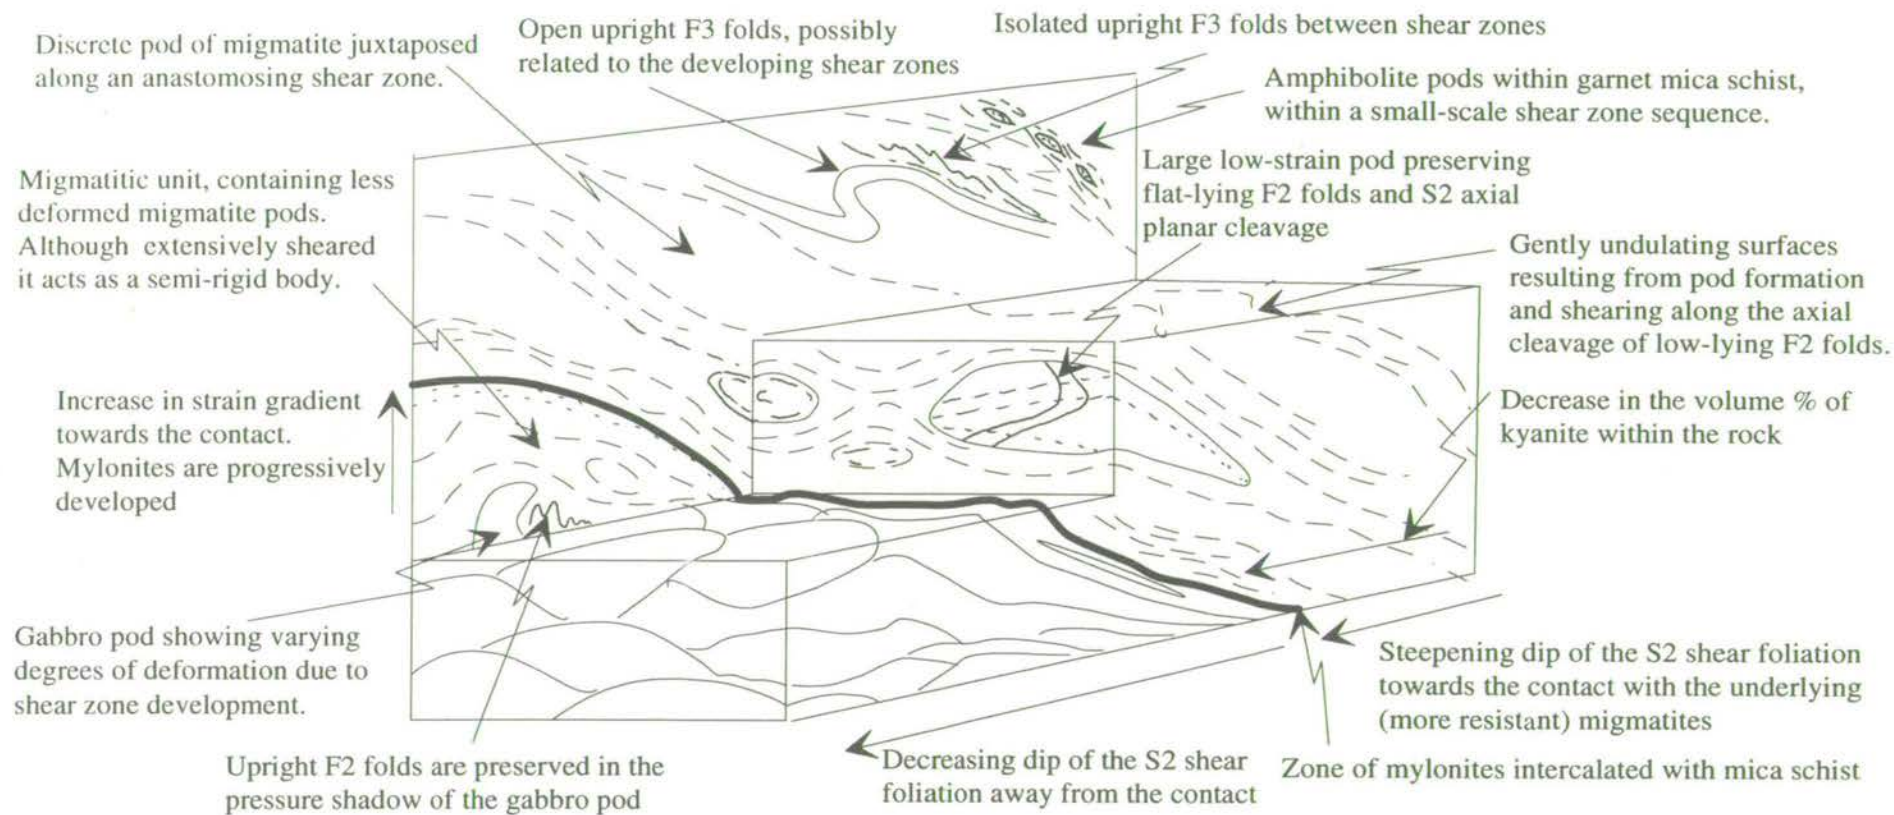 Discrete pod of migmatite juxtaposed
along an anastomosing shear zone.
Open upright F3 folds, possibly
related to the developing shear zones
Isolated upright F3 folds between shear zones
Amphibolite pods within garnet mica schist,
within a small-scale shear zone sequence.
Large low-strain pod preserving
flat-lying F2 folds and S2 axial
planar cleavage
Migmatitic unit, containing less
deformed migmatite pods.
Although extensively sheared
it acts as a semi-rigid body.
Gently undulating surfaces
resulting from pod formation
and shearing along the axial
cleavage of low-lying F2 folds.
Increase in strain gradient
towards the contact.
Mylonites are progressively
developed
Decrease in the volume % of
kyanite within the rock
Gabbro pod showing varying
degrees of deformation due to
shear zone development.
Steepening dip of the S2 shear foliation
towards the contact with the underlying
(more resistant) migmatites
Upright F2 folds are preserved in the
pressure shadow of the gabbro pod
Decreasing dip of the S2 shear
foliation away from the contact
Zone of mylonites intercalated with mica schist